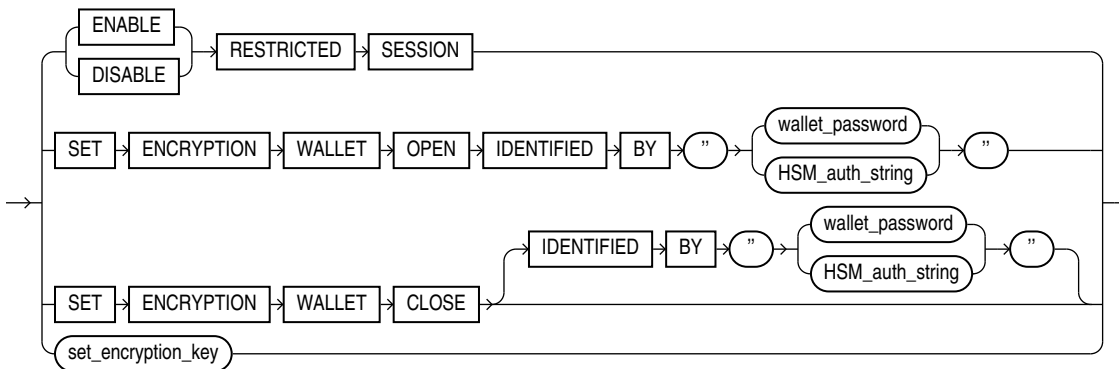 ENABLE
DISABLE
RESTRICTED SESSION
SET ENCRYPTION WALLET OPEN IDENTIFIED BY ” wallet_password ”
HSM_auth_string
IDENTIFIED BY ” wallet_password ”
HSM_auth_string
SET ENCRYPTION WALLET CLOSE
set_encryption_key